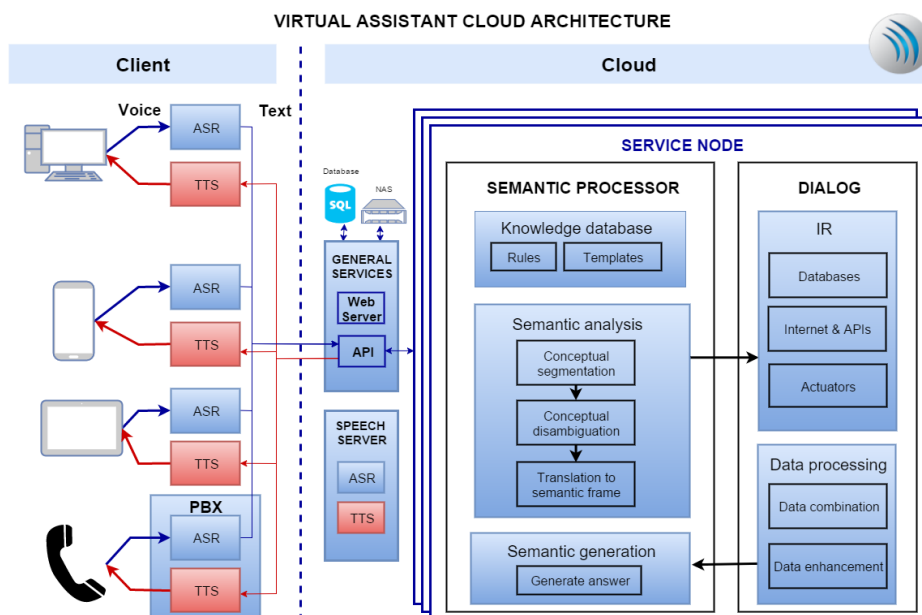 VIRTUAL ASSISTANT CLOUD ARCHITECTURE
Client
Cloud
Voice
Text
ASR
TTS
ASR
TTS
ASR
TTS
PBX
ASR
TTS
Database
SQL
NAS
GENERAL
SERVICES
Web
Server
API
SPEECH
SERVER
ASR
TTS
SERVICE NODE
SEMANTIC PROCESSOR
Knowledge database
Rules
Templates
Semantic analysis
Conceptual
segmentation
Conceptual
disambiguation
Translation to
semantic frame
Semantic generation
Generate answer
DIALOG
IR
Databases
Internet & APIs
Actuators
Data processing
Data combination
Data enhancement